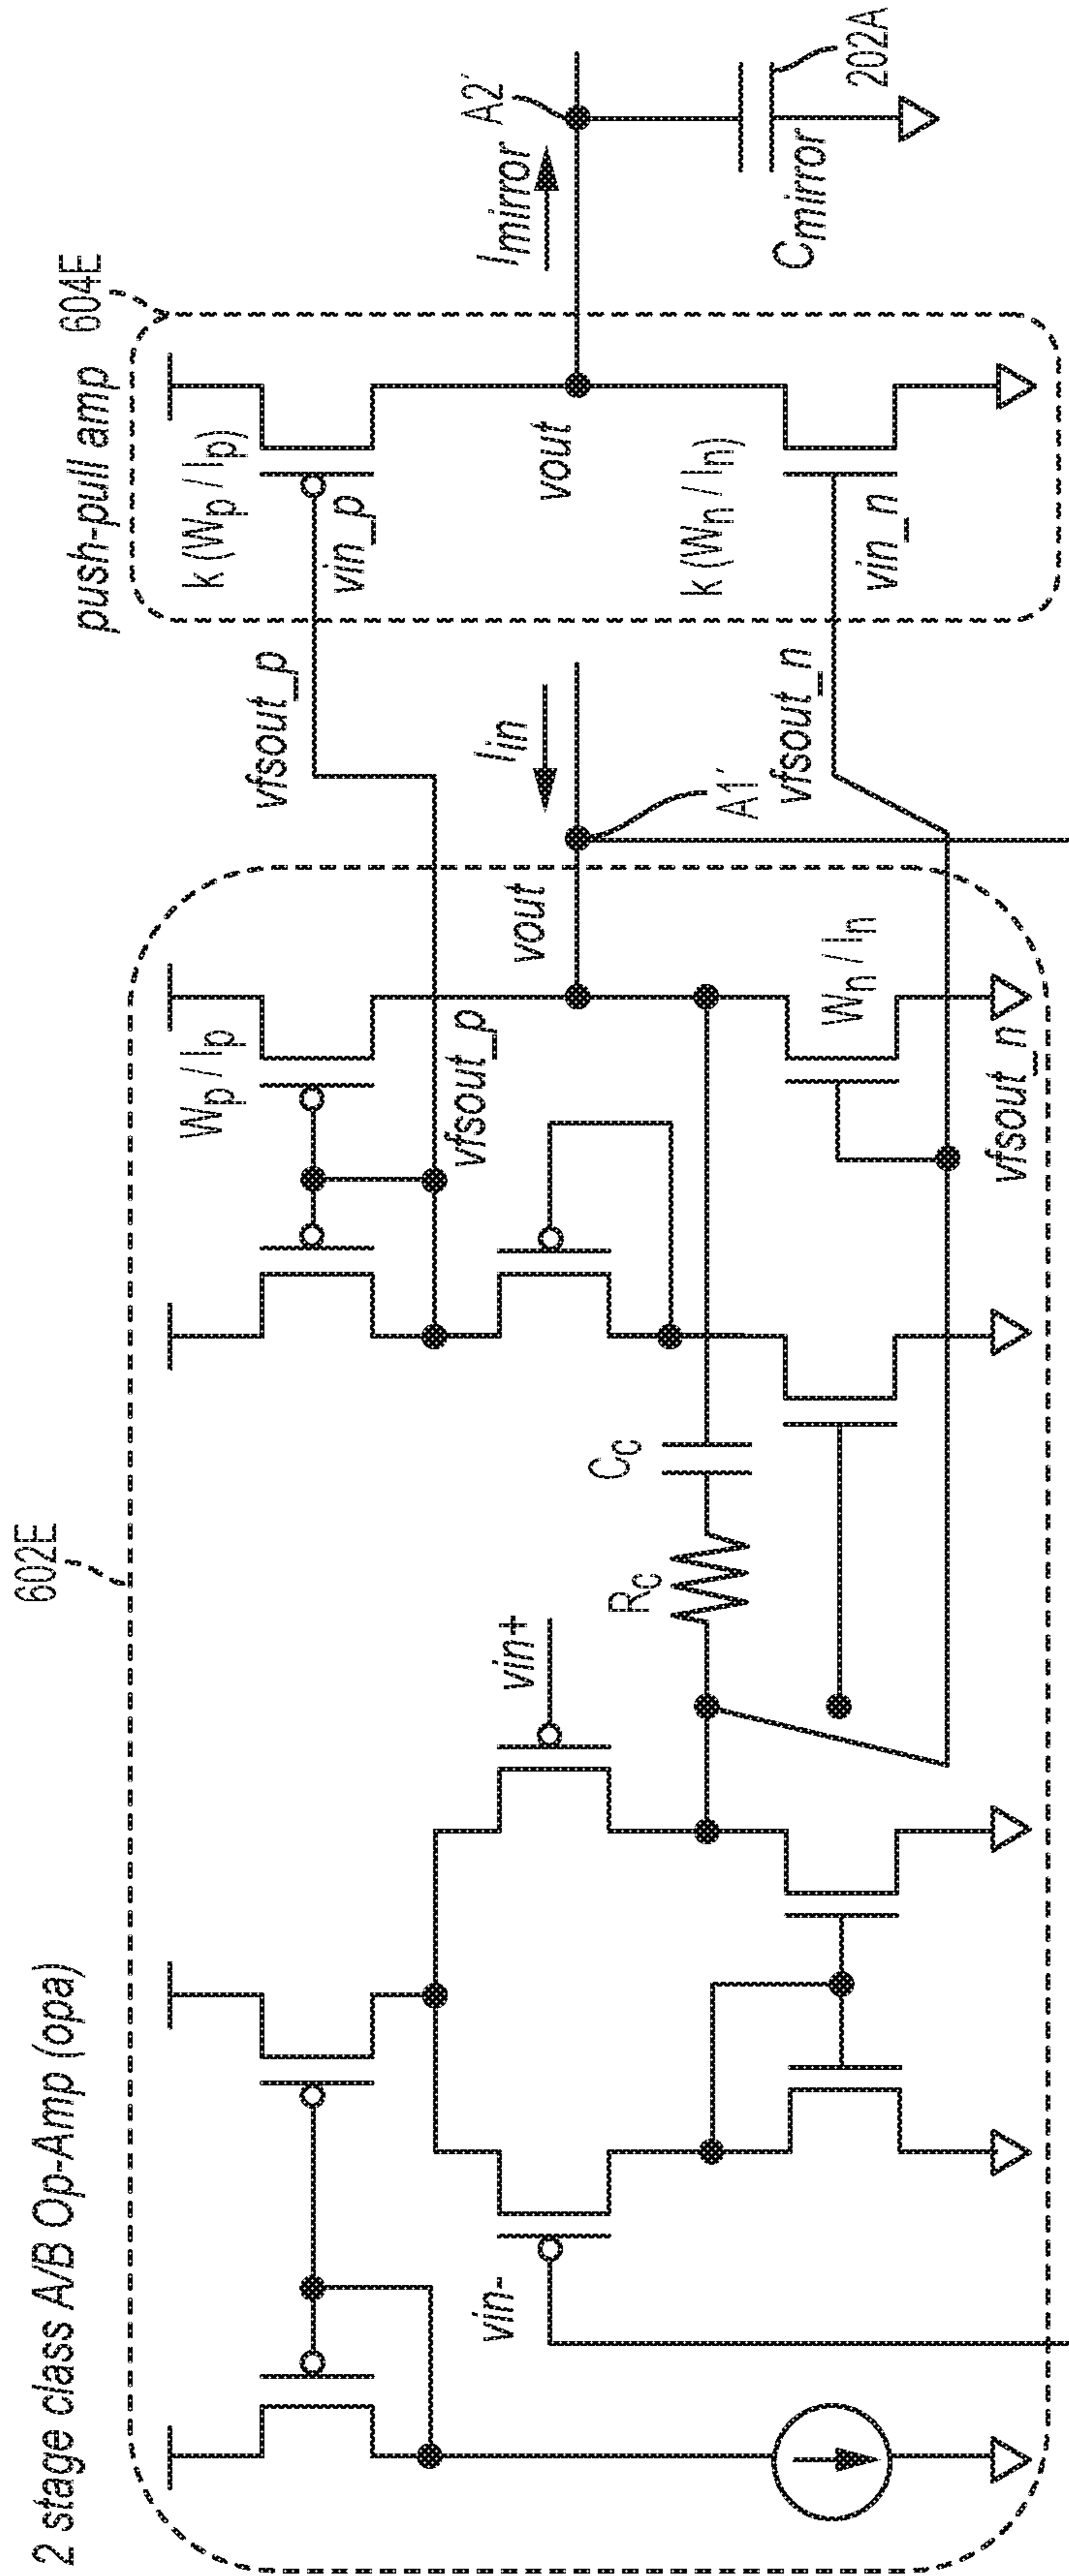 2 stage class A/B Op-Amp (opa)
602E
push-pull amp
604E
Wp / lp
k (Wp / lp)
vin_p
vfsout_p
vfsout_p
vin-
vin+
Rc
Cc
vout
Iin
A1'
vout
Imirror
A2'
Wn / ln
k (Wn / ln)
vin_n
vfsout_n
vfsout_n
Cmirror
202A